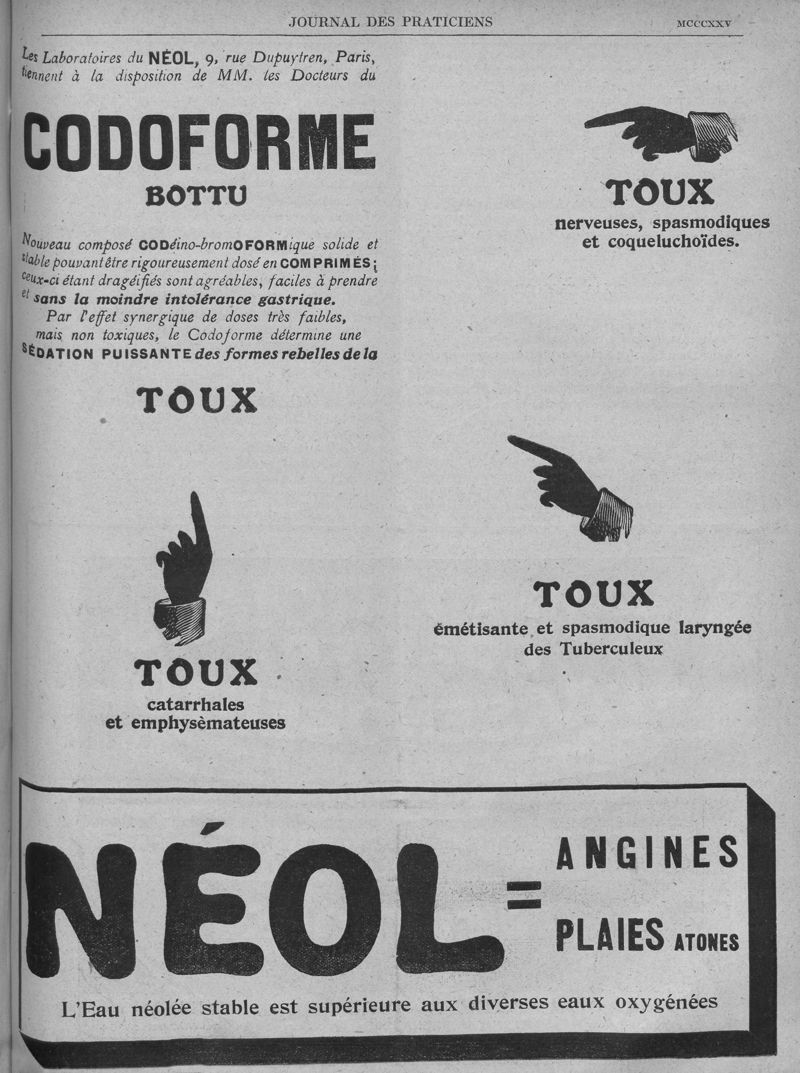 JOURNAL DES PRATICIENS
MCCCXXV
Les Laboratoires du NÉOL, 9, rue Dupuytren, Paris,
tiennent à la disposition de MM. les Docteurs du
CODOFORME
BOTTU
Nouveau composé CODéino-bromOFORMique solide et
stable pouvant être rigoureusement dosé en COMPRIMÉS;
ceux-ci étant dragéifiés sont agréables, faciles à prendre
et sans la moindre intolérance gastrique.
Par l'effet synergique de doses très faibles,
mais non toxiques, le Codoforme détermine une
SÉDATION PUISSANTE des formes rebelles de la
TOUX
TOUX
catarrhales
et emphysèmateuses
TOUX
nerveuses, spasmodiques
et coqueluchoïdes.
TOUX
émétisante et spasmodique laryngée
des Tuberculeux
NÉOL =
ANGINES
PLAIES ATONES
L'Eau néolée stable est supérieure aux diverses eaux oxygénées